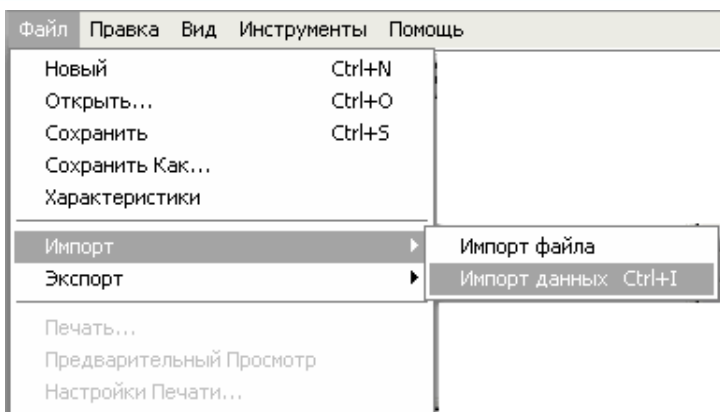 Файл Правка Вид Инструменты Помощь
Новый Ctrl+N
Открыть... Ctrl+O
Сохранить Ctrl+S
Сохранить Как...
Характеристики
Импорт
Импорт файла
Экспорт
Импорт данных Ctrl+I
Печать...
Предварительный Просмотр
Настройки Печати...